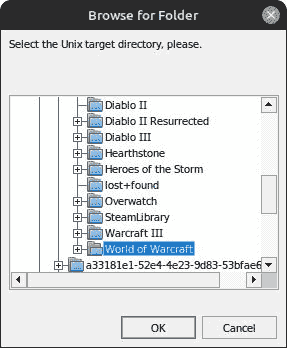 Browse for Folder
Select the Unix target directory, please.
Diablo II
Diablo II Resurrected
Diablo III
Hearthstone
Heroes of the Storm
lost+found
Overwatch
SteamLibrary
Warcraft III
World of Warcraft
a33181e1-52e4-4e23-9d83-53bfae6
OK
Cancel